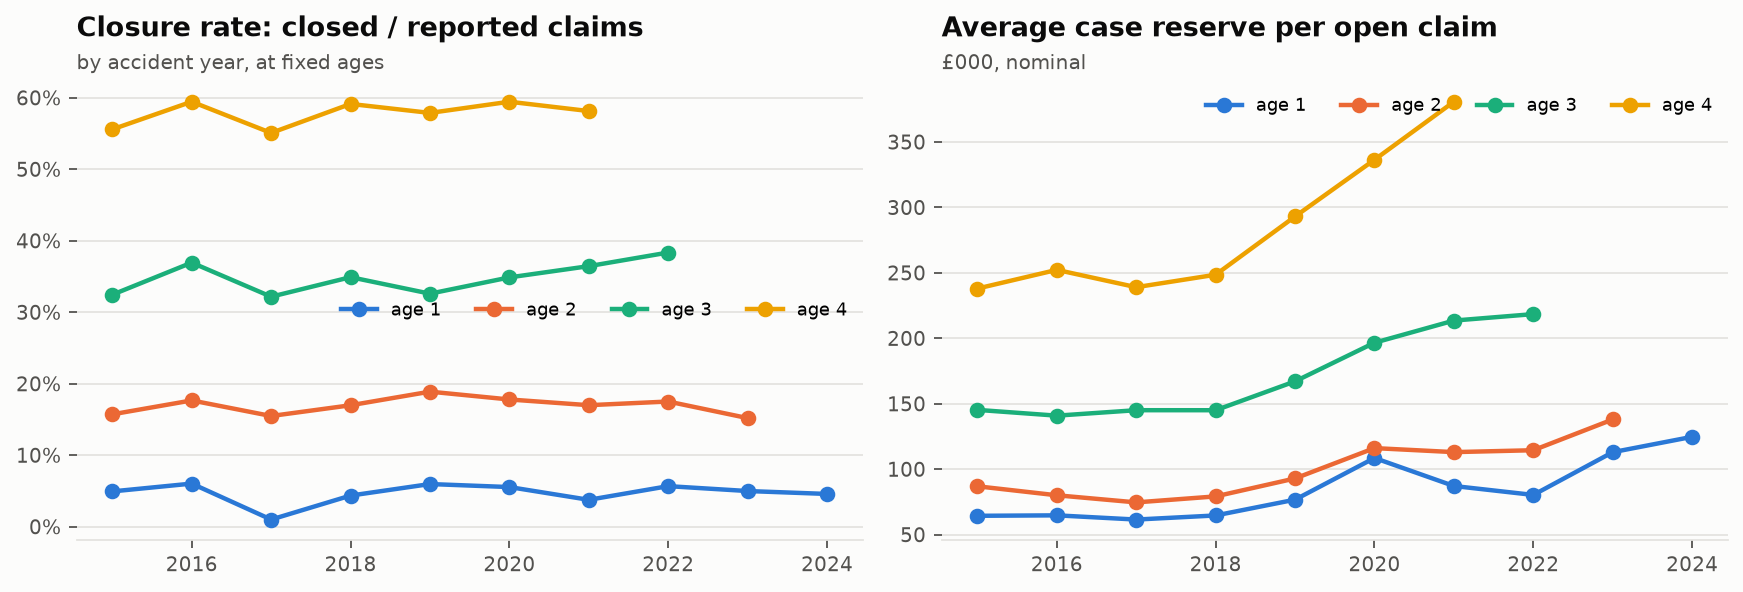 Closure rate: closed / reported claims
by accident year, at fixed ages
60%
50%
40%
30%
20%
10%
0%
age 1 age 2 age 3 age 4
2016 2018 2020 2022 2024
Average case reserve per open claim
£000, nominal
age 1 age 2 age 3 age 4
350
300
250
200
150
100
50
2016 2018 2020 2022 2024